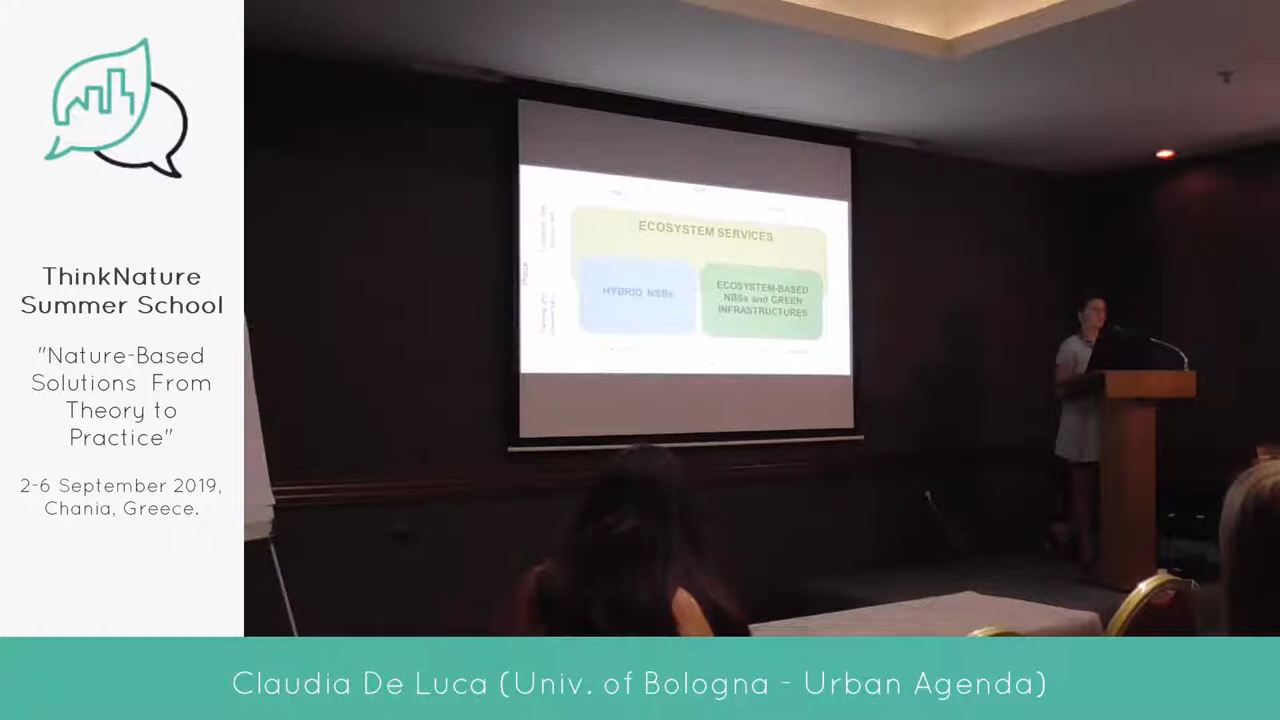 ThinkNature
Summer School
"Nature-Based
Solutions From
Theory to
Practice"
2-6 September 2019,
Chania, Greece.
ECOSYSTEM SERVICES
HYBRID NSBs
ECOSYSTEM-BASED
NBSs and GREEN
INFRASTRUCTURES
Claudia De Luca (Univ. of Bologna - Urban Agenda)